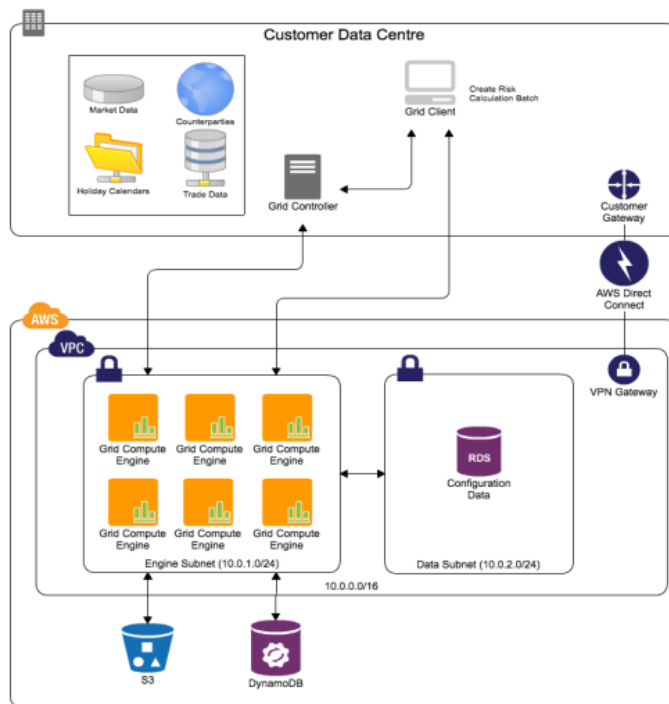 Customer Data Centre
Market Data
Counterparties
Holiday Calendars
Trade Data
Grid Client
Create Risk
Calculation Batch
Grid Controller
Customer
Gateway
AWS Direct
Connect
AWS
VPC
VPN Gateway
Grid Compute
Engine
Grid Compute
Engine
Grid Compute
Engine
Grid Compute
Engine
Grid Compute
Engine
Grid Compute
Engine
Engine Subnet (10.0.1.0/24)
RDS
Configuration
Data
Data Subnet (10.0.2.0/24)
10.0.0.0/16
S3
DynamoDB